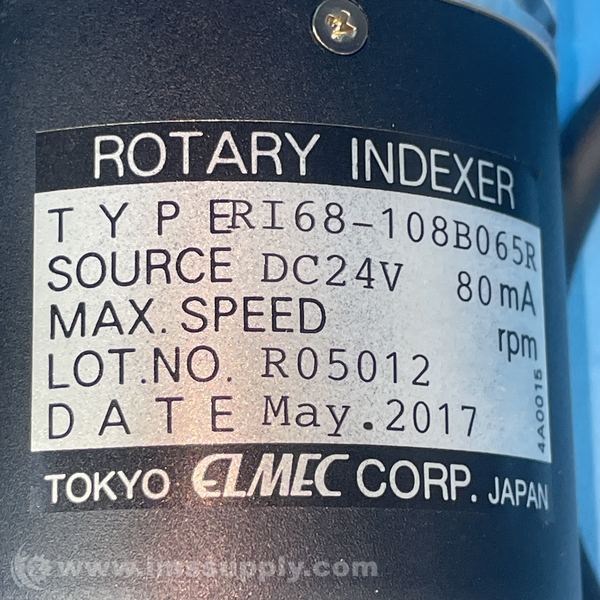 ROTARY INDEXER
TYPE RI68-108B065R
SOURCE DC24V 80mA
MAX. SPEED rpm
LOT.NO. R05012
DATE May.2017
4A0015
TOKYO ELMEC CORP. JAPAN
www.imssupply.com